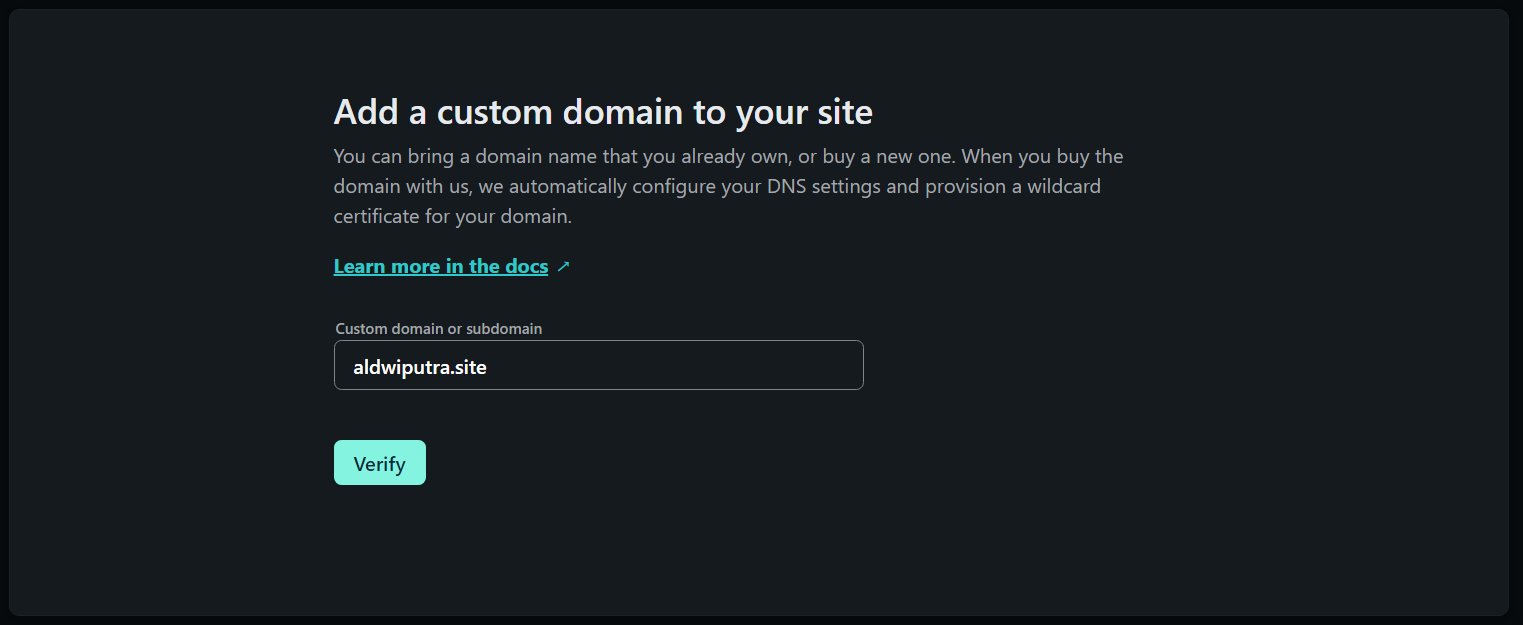 Add a custom domain to your site
You can bring a domain name that you already own, or buy a new one. When you buy the
domain with us, we automatically configure your DNS settings and provision a wildcard
certificate for your domain.
Learn more in the docs ↗
Custom domain or subdomain
aldwiputra.site
Verify